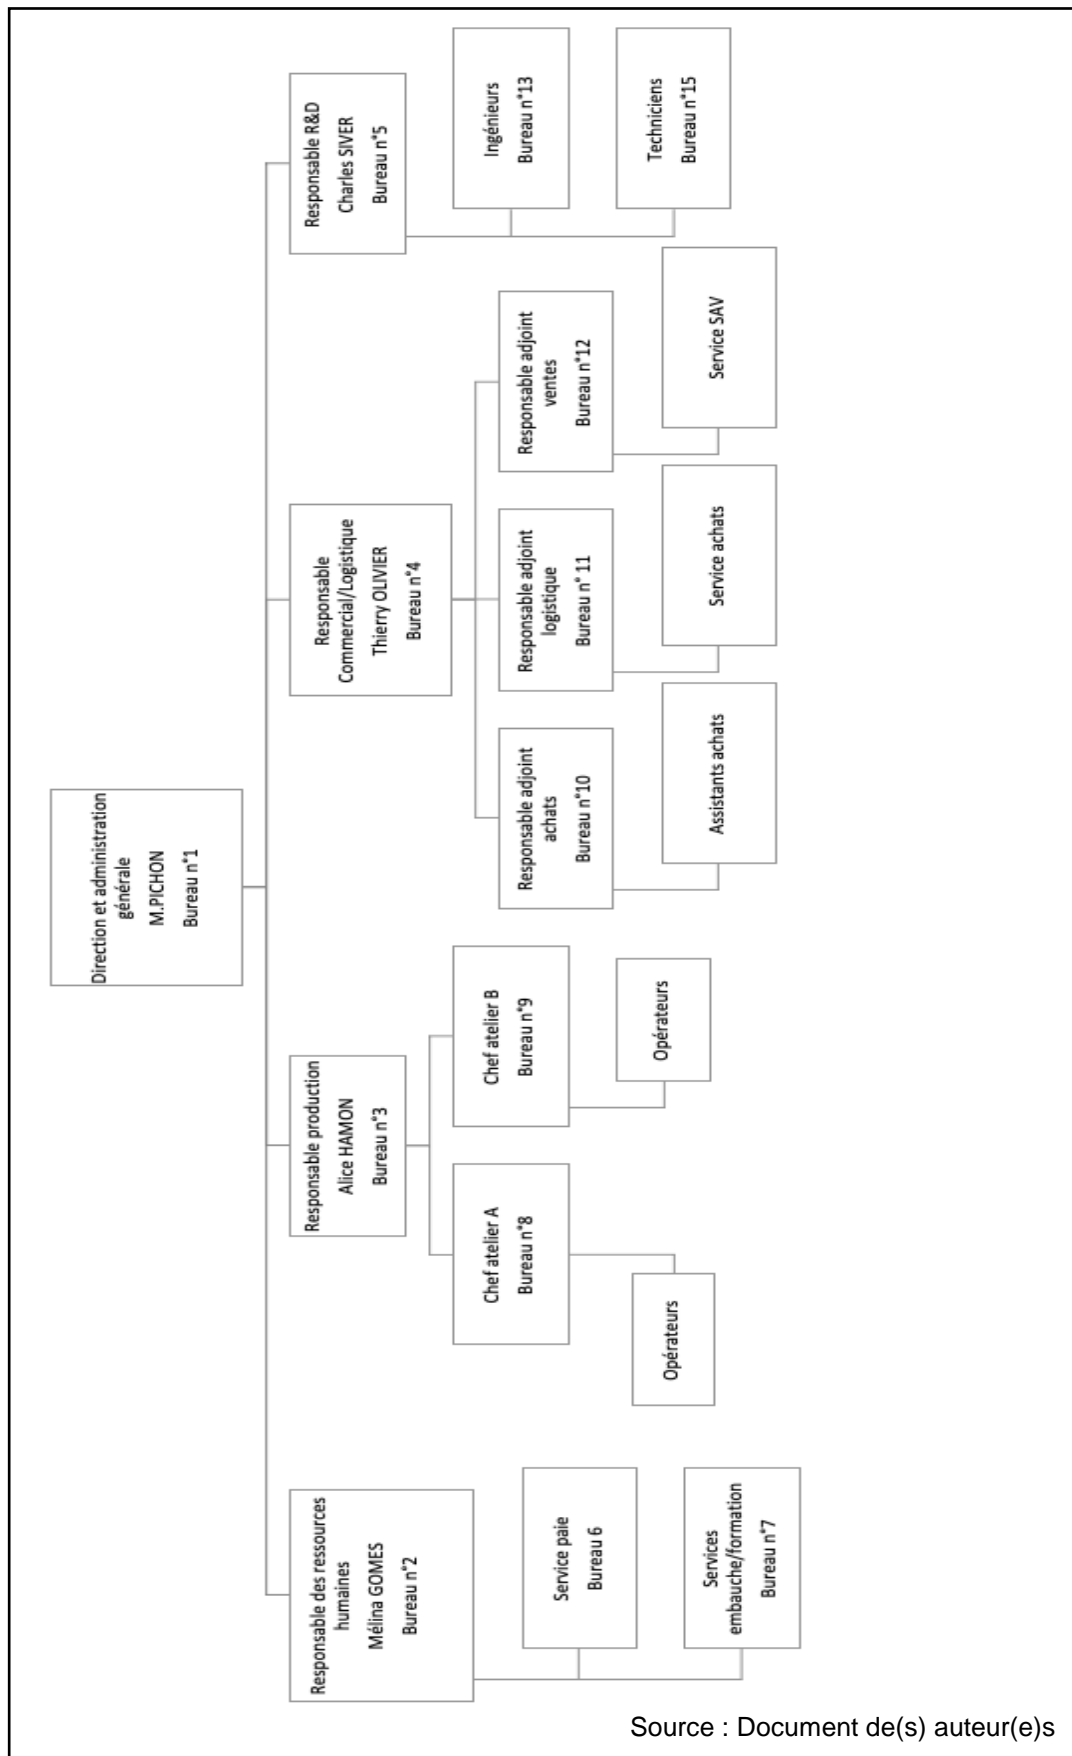 Direction et administration
générale
M.PICHON
Bureau n°1
Responsable des ressources
humaines
Mélina GOMES
Bureau n°2
Service paie
Bureau 6
Services
embauche/formation
Bureau n°7
Responsable production
Alice HAMON
Bureau n°3
Chef atelier A
Bureau n°8
Opérateurs
Chef atelier B
Bureau n°9
Opérateurs
Responsable
Commercial/Logistique
Thierry OLIVIER
Bureau n°4
Responsable adjoint
achats
Bureau n°10
Assistants achats
Responsable adjoint
logistique
Bureau n° 11
Service achats
Responsable adjoint
ventes
Bureau n°12
Service SAV
Responsable R&D
Charles SIVER
Bureau n°5
Ingénieurs
Bureau n°13
Techniciens
Bureau n°15
Source : Document de(s) auteur(e)s